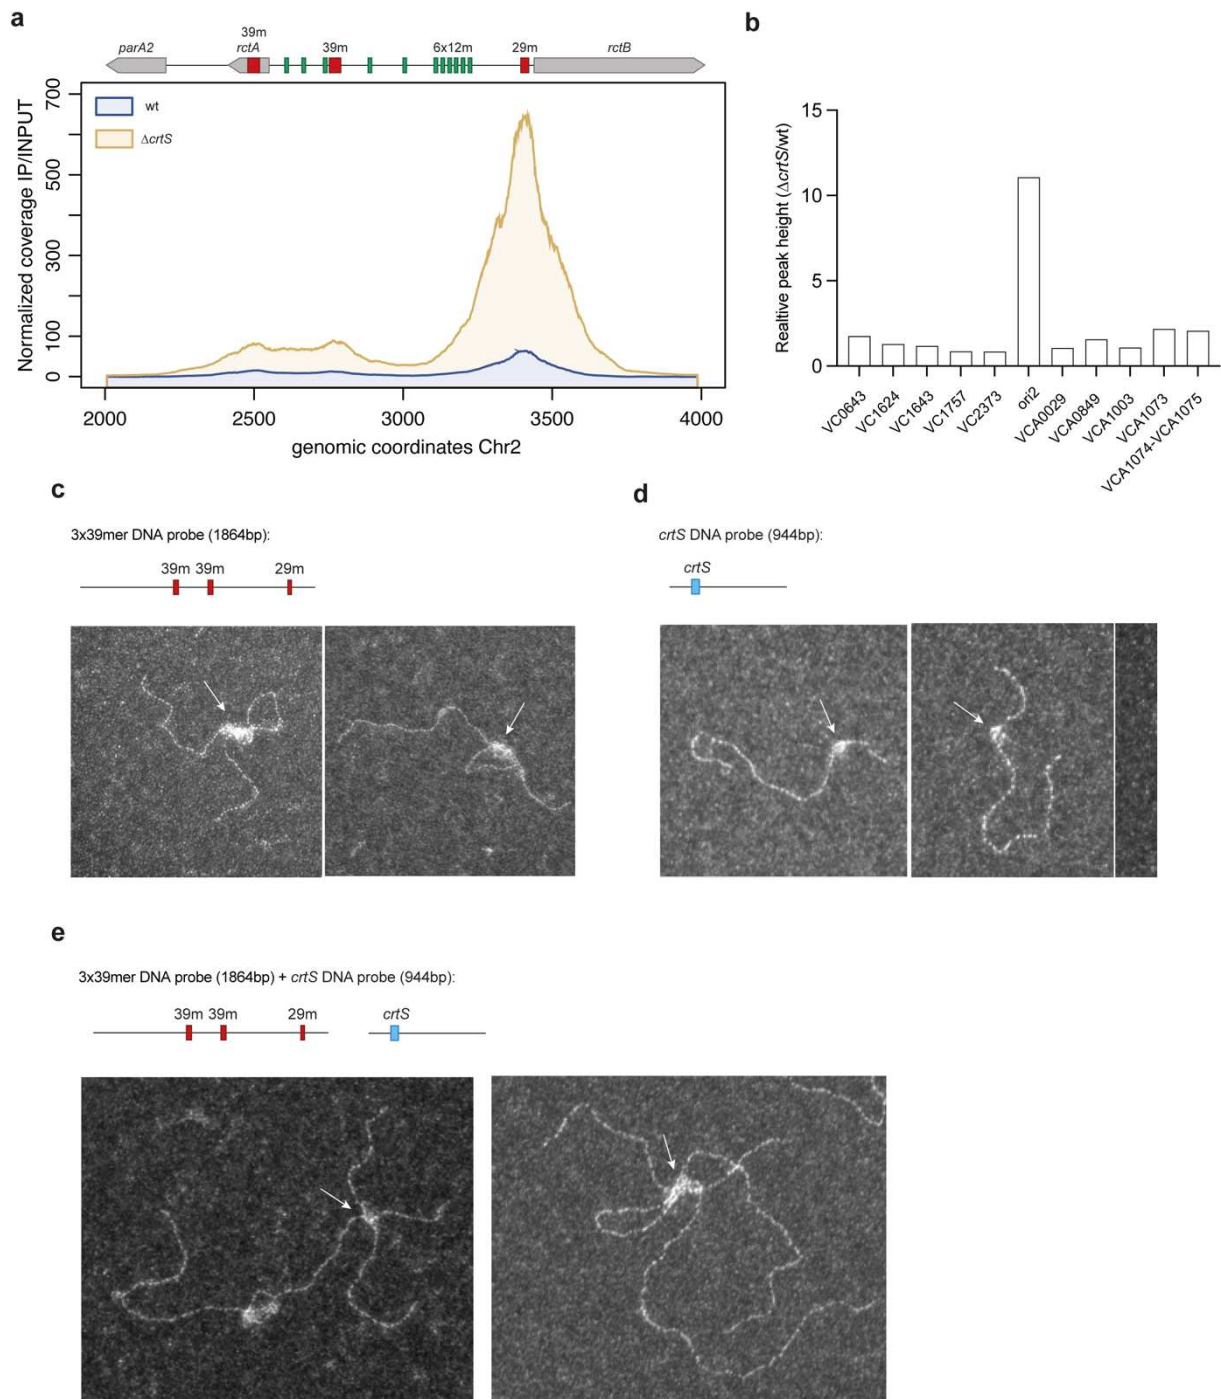 a
39m
parA2 rctA 39m 6x12m 29m rctB
Normalized coverage IP/INPUT
700
500
300
100
0
wt
ΔcrtS
2000 2500 3000 3500 4000
genomic coordinates Chr2
b
Realtive peak height (ΔcrtS/wt)
15
10
5
0
VC0643
VC1624
VC1643
VC1757
VC2373
ori2
VCA0029
VCA0849
VCA1003
VCA1073
VCA1074-VCA1075
c
3x39mer DNA probe (1864bp):
39m 39m 29m
d
crtS DNA probe (944bp):
crtS
e
3x39mer DNA probe (1864bp) + crtS DNA probe (944bp):
39m 39m 29m crtS